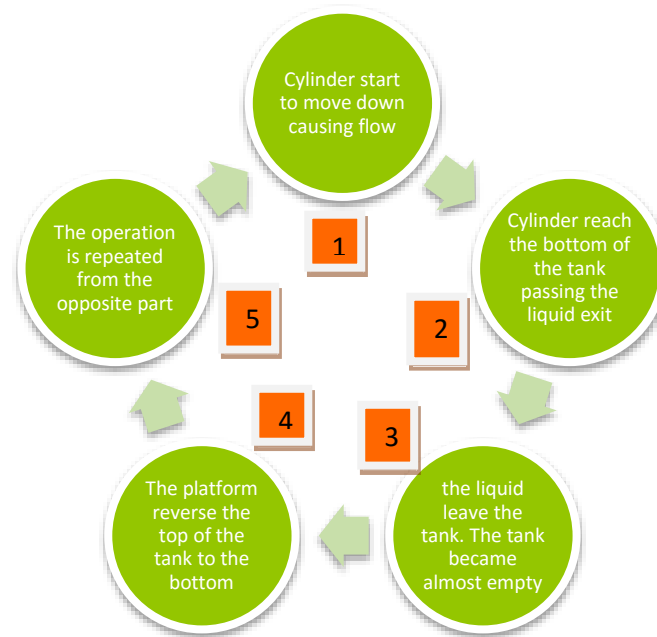 Cylinder start
to move down
causing flow
1
Cylinder reach
the bottom of
the tank
passing the
liquid exit
2
the liquid
leave the
tank. The tank
became
almost empty
3
The platform
reverse the
top of the
tank to the
bottom
4
The operation
is repeated
from the
opposite part
5